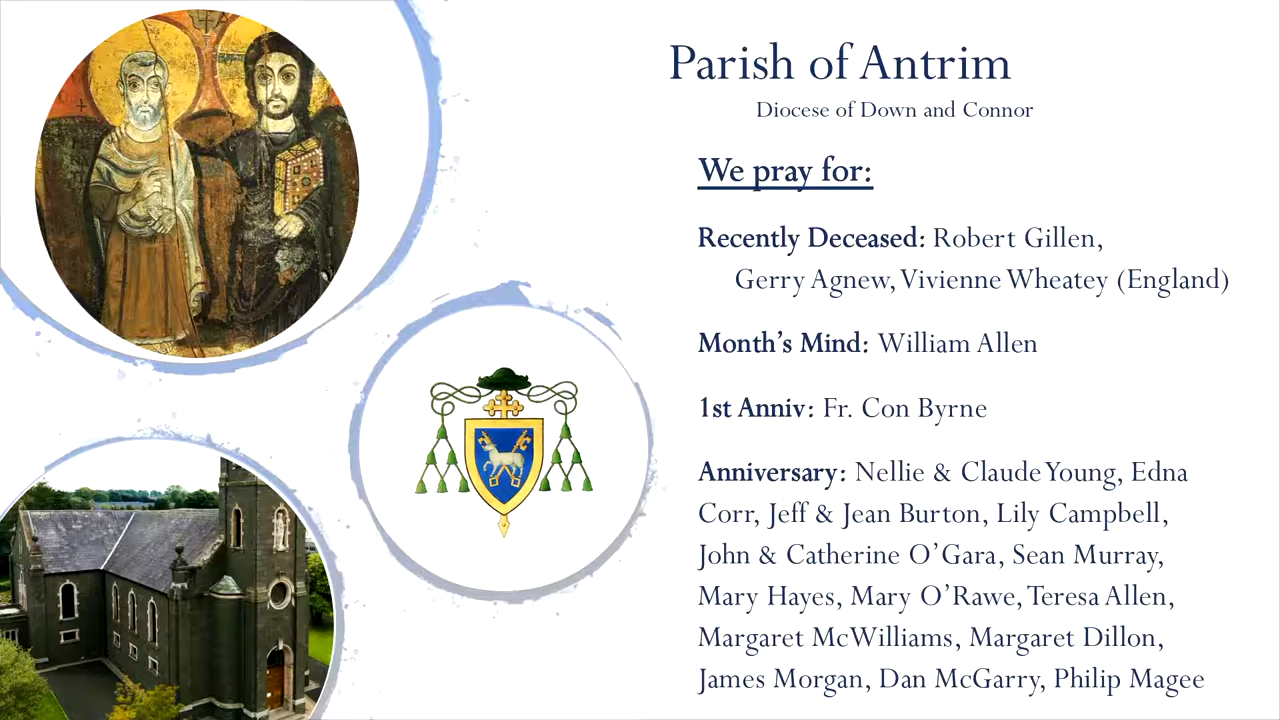 Parish of Antrim
Diocese of Down and Connor
We pray for:
Recently Deceased: Robert Gillen,
Gerry Agnew, Vivienne Wheatey (England)
Month's Mind: William Allen
1st Anniv: Fr. Con Byrne
Anniversary: Nellie & Claude Young, Edna
Corr, Jeff & Jean Burton, Lily Campbell,
John & Catherine O'Gara, Sean Murray,
Mary Hayes, Mary O'Rawe, Teresa Allen,
Margaret McWilliams, Margaret Dillon,
James Morgan, Dan McGarry, Philip Magee